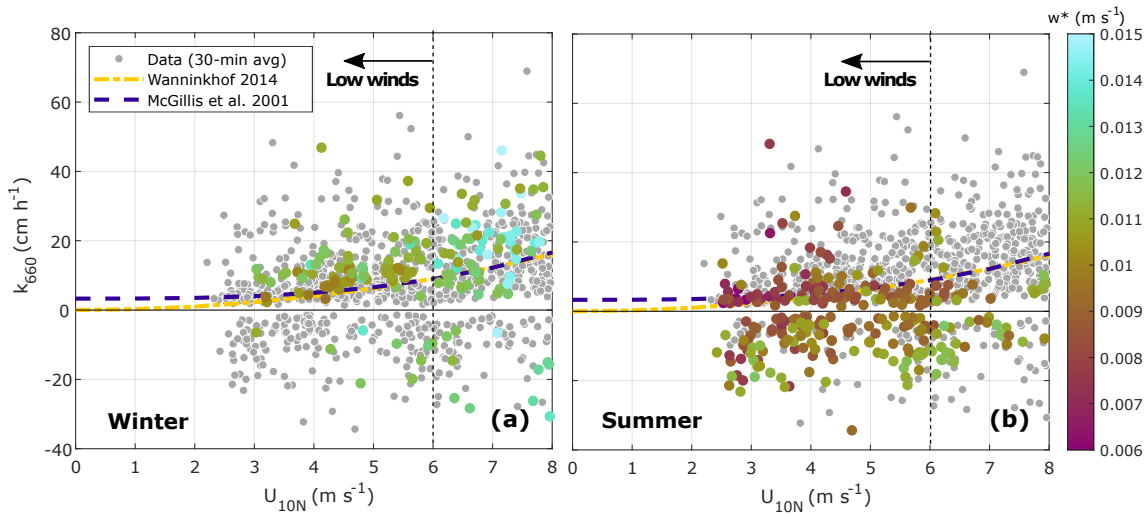 w* (m s⁻¹)
80
60
40
20
0
-20
-40
k₆₆₀ (cm h⁻¹)
Data (30-min avg)
Wanninkhof 2014
McGillis et al. 2001
Low winds
Winter
(a)
0 1 2 3 4 5 6 7 8
U₁₀N (m s⁻¹)
Low winds
Summer
(b)
0 1 2 3 4 5 6 7 8
U₁₀N (m s⁻¹)
0.015
0.014
0.013
0.012
0.011
0.01
0.009
0.008
0.007
0.006